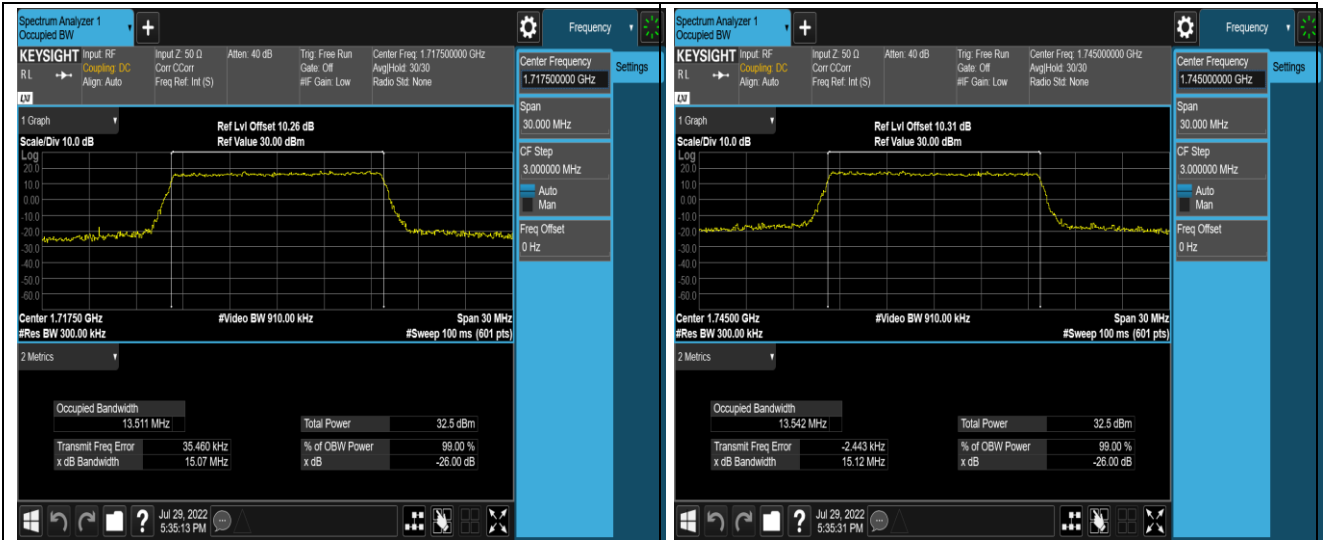 Spectrum Analyzer 1
Occupied BW
Frequency
KEYSIGHT
RL
LXI
Input: RF
Coupling: DC
Align: Auto
Input Z: 50 Ω
Corr CCorr
Freq Ref: Int (S)
Atten: 40 dB
Trig: Free Run
Gate: Off
#IF Gain: Low
Center Freq: 1.717500000 GHz
Avg|Hold: 30/30
Radio Std: None
Center Frequency
1.717500000 GHz
Settings
Span
30.000 MHz
CF Step
3.000000 MHz
Auto
Man
Freq Offset
0 Hz
1 Graph
Scale/Div 10.0 dB
Ref Lvl Offset 10.26 dB
Ref Value 30.00 dBm
Log
20.0
10.0
0.00
-10.0
-20.0
-30.0
-40.0
-50.0
-60.0
Center 1.71750 GHz
#Video BW 910.00 kHz
Span 30 MHz
#Res BW 300.00 kHz
#Sweep 100 ms (601 pts)
2 Metrics
Occupied Bandwidth
13.511 MHz
Total Power 32.5 dBm
Transmit Freq Error 35.460 kHz
% of OBW Power 99.00 %
x dB Bandwidth 15.07 MHz
x dB -26.00 dB
?
Jul 29, 2022
5:35:13 PM
Spectrum Analyzer 1
Occupied BW
Frequency
KEYSIGHT
RL
LXI
Input: RF
Coupling: DC
Align: Auto
Input Z: 50 Ω
Corr CCorr
Freq Ref: Int (S)
Atten: 40 dB
Trig: Free Run
Gate: Off
#IF Gain: Low
Center Freq: 1.745000000 GHz
Avg|Hold: 30/30
Radio Std: None
Center Frequency
1.745000000 GHz
Settings
Span
30.000 MHz
CF Step
3.000000 MHz
Auto
Man
Freq Offset
0 Hz
1 Graph
Scale/Div 10.0 dB
Ref Lvl Offset 10.31 dB
Ref Value 30.00 dBm
Log
20.0
10.0
0.00
-10.0
-20.0
-30.0
-40.0
-50.0
-60.0
Center 1.74500 GHz
#Video BW 910.00 kHz
Span 30 MHz
#Res BW 300.00 kHz
#Sweep 100 ms (601 pts)
2 Metrics
Occupied Bandwidth
13.542 MHz
Total Power 32.5 dBm
Transmit Freq Error -2.443 kHz
% of OBW Power 99.00 %
x dB Bandwidth 15.12 MHz
x dB -26.00 dB
?
Jul 29, 2022
5:35:31 PM